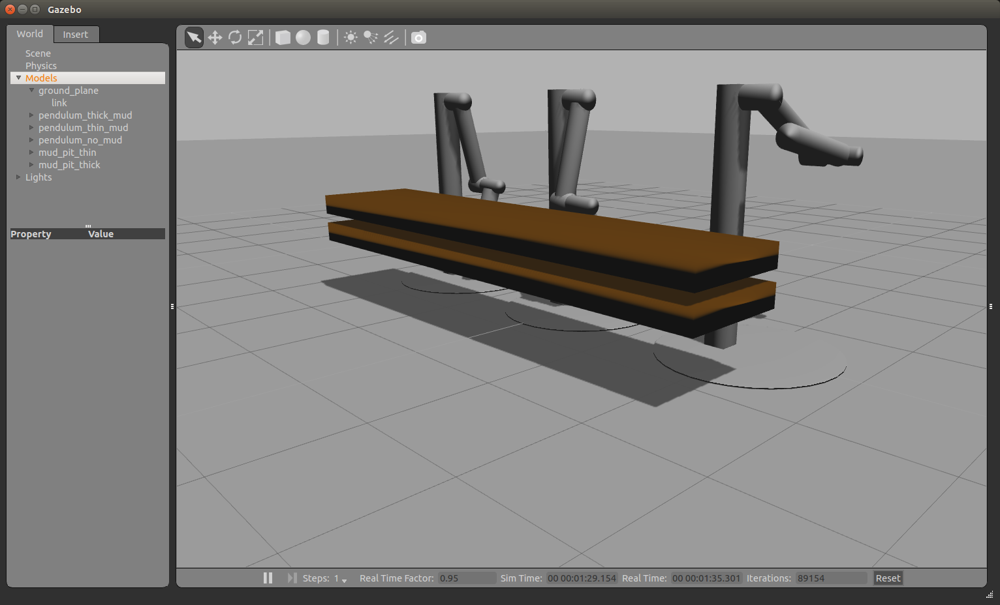 Gazebo
World Insert
Scene
Physics
Models
ground_plane
link
pendulum_thick_mud
pendulum_thin_mud
pendulum_no_mud
mud_pit_thin
mud_pit_thick
Lights
Property Value
Steps: 1 Real Time Factor: 0.95 Sim Time: 00 00:01:29.154 Real Time: 00 00:01:35.301 Iterations: 89154 Reset